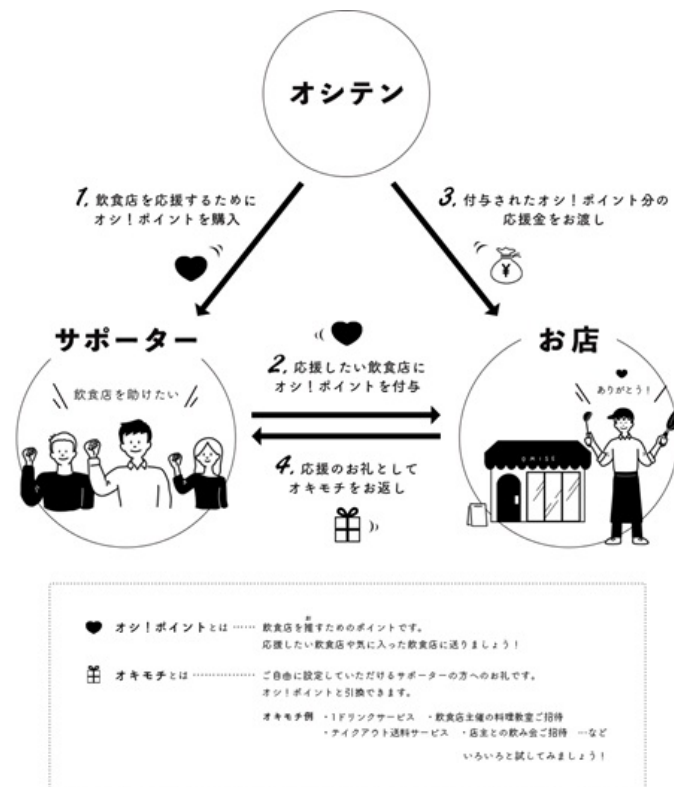 オシテン
1. 飲食店を応援するために
オシ！ポイントを購入
3. 付与されたオシ！ポイント分の
応援金をお渡し
¥
サポーター
お店
飲食店を助けたい
ありがとう！
2. 応援したい飲食店に
オシ！ポイントを付与
OMISE
4. 応援のお礼として
オキモチをお返し
オシ！ポイントとは …… 飲食店を推すためのポイントです。
お
応援したい飲食店や気に入った飲食店に送りましょう！
オキモチとは ………………… ご自由に設定していただけるサポーターの方へのお礼です。
オシ！ポイントと引換できます。
オキモチ例 ・1ドリンクサービス ・飲食店主催の料理教室ご招待
・テイクアウト送料サービス ・店主との飲み会ご招待 …など
いろいろと試してみましょう！